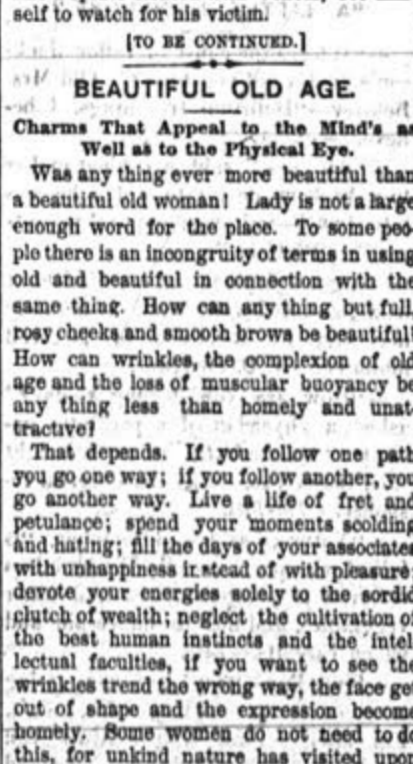 self to watch for his victim.
[TO BE CONTINUED.]
BEAUTIFUL OLD AGE.
Charms That Appeal to the Mind's as
Well as to the Physical Eye.
Was any thing ever more beautiful than
a beautiful old woman! Lady is not a large
enough word for the place. To some peo-
ple there is an incongruity of terms in using
old and beautiful in connection with the
same thing. How can any thing but full,
rosy cheeks and smooth brows be beautiful?
How can wrinkles, the complexion of old
age and the loss of muscular buoyancy be
any thing less than homely and unat-
tractive?
That depends. If you follow one path
you go one way; if you follow another, you
go another way. Live a life of fret and
petulance; spend your moments scolding
and hating; fill the days of your associates
with unhappiness instead of with pleasure;
devote your energies solely to the sordid
clutch of wealth; neglect the cultivation of
the best human instincts and the intel-
lectual faculties, if you want to see the
wrinkles trend the wrong way, the face get
out of shape and the expression become
homely. Some women do not need to do
this, for unkind nature has visited upon